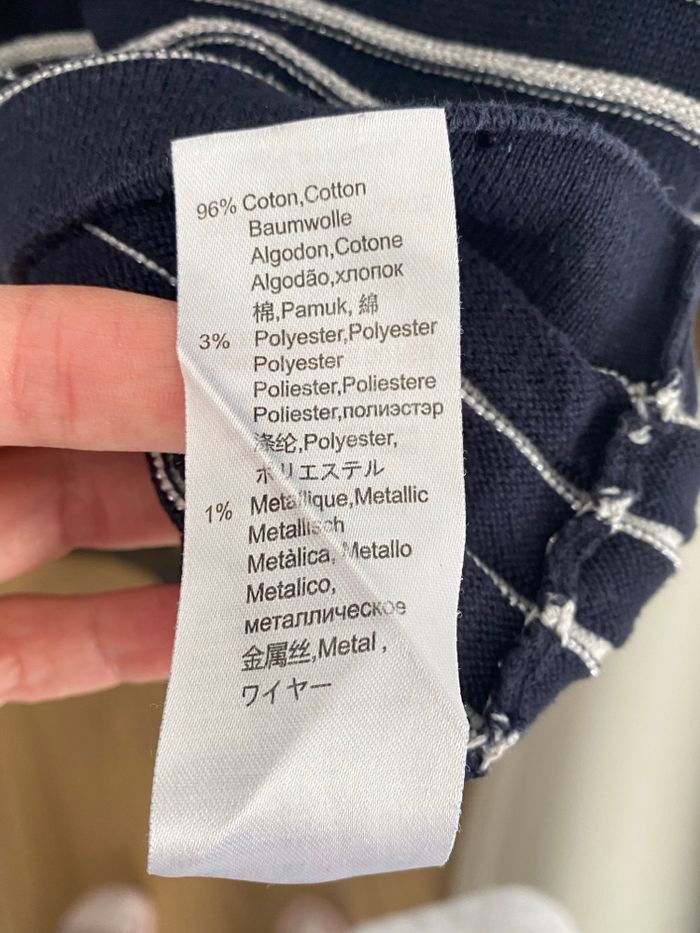 96% Coton,Cotton
Baumwolle
Algodon,Cotone
Algodão,хлопок
棉,Pamuk, 綿
3% Polyester,Polyester
Polyester
Poliester,Poliestere
Poliester,полиэстэр
涤纶,Polyester,
ポリエステル
1% Metallique,Metallic
Metallisch
Metàlica, Metallo
Metalico,
металлическое
金属丝,Metal ,
ワイヤー